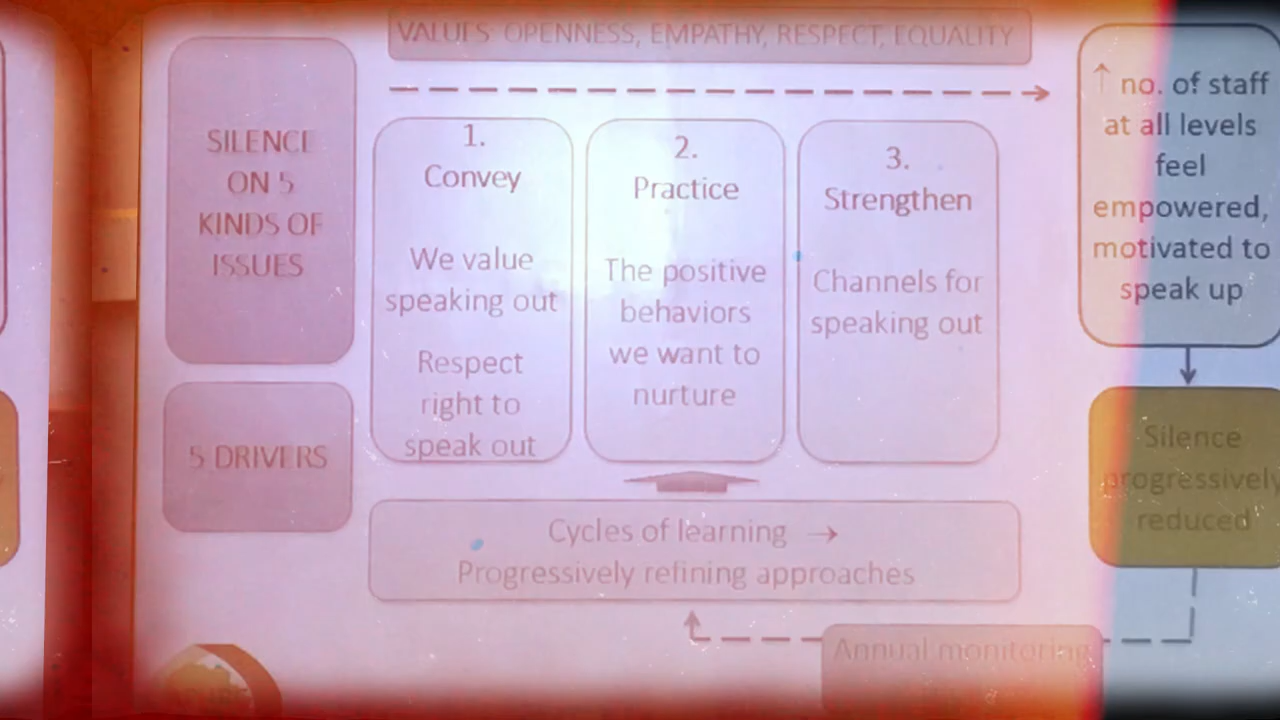 VALUES: OPENNESS, EMPATHY, RESPECT, EQUALITY
SILENCE
ON 5
KINDS OF
ISSUES
5 DRIVERS
1.
Convey
We value
speaking out
Respect
right to
speak out
2.
Practice
The positive
behaviors
we want to
nurture
3.
Strengthen
Channels for
speaking out
↑ no. of staff
at all levels
feel
empowered,
motivated to
speak up
Silence
progressively
reduced
Cycles of learning →
Progressively refining approaches
Annual monitoring